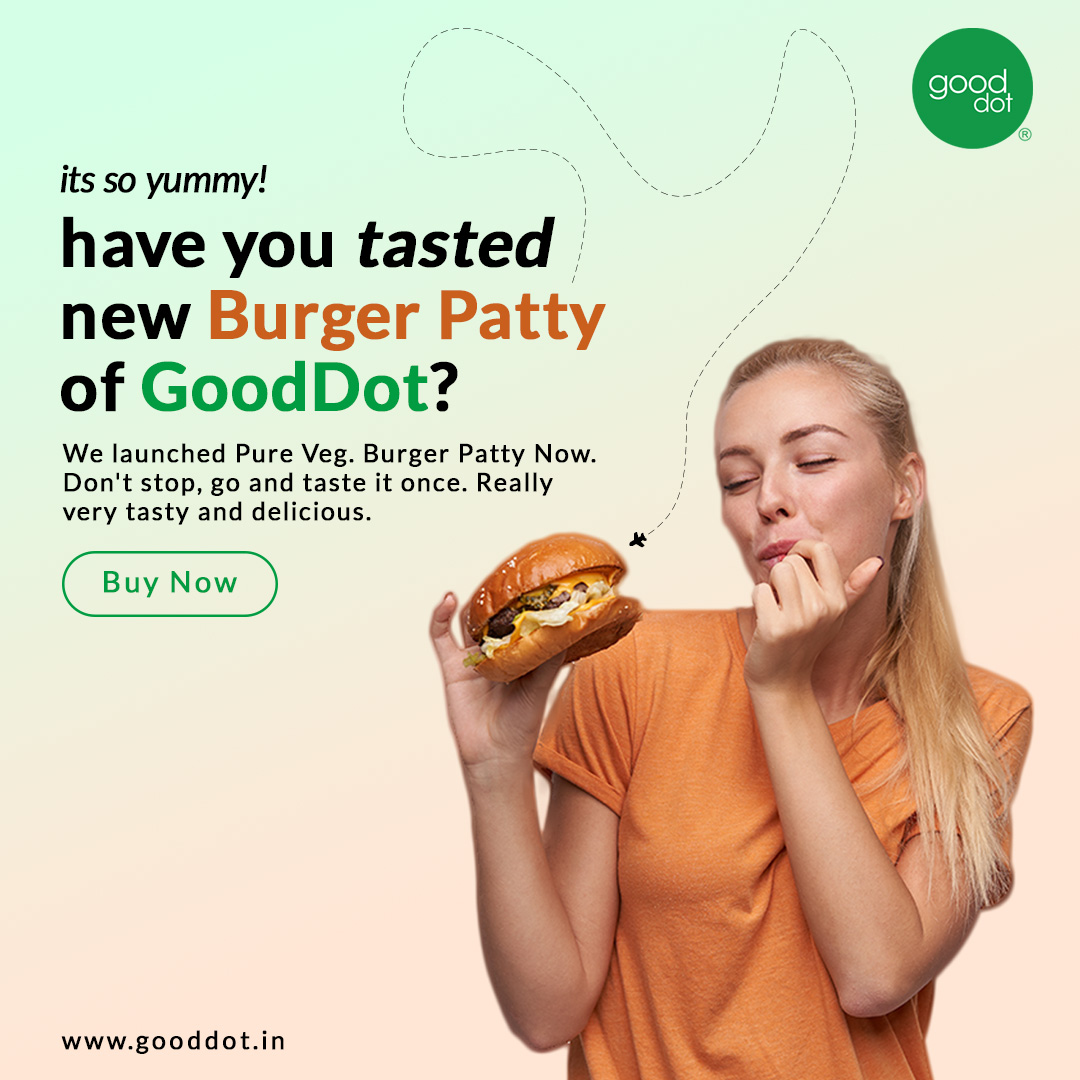 good
dot
®
its so yummy!
have you tasted
new Burger Patty
of GoodDot?
We launched Pure Veg. Burger Patty Now.
Don't stop, go and taste it once. Really
very tasty and delicious.
Buy Now
www.gooddot.in